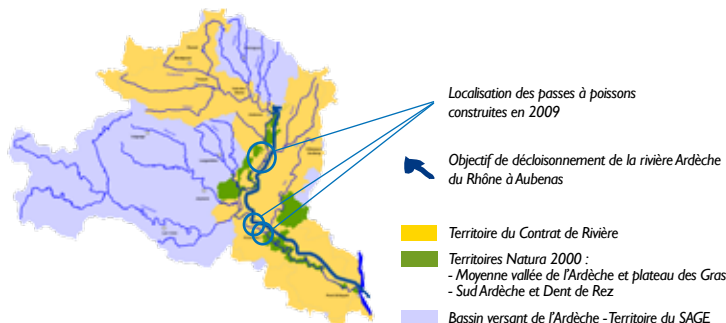 Localisation des passes à poissons
construites en 2009
Objectif de décloisonnement de la rivière Ardèche
du Rhône à Aubenas
Territoire du Contrat de Rivière
Territoires Natura 2000 :
- Moyenne vallée de l'Ardèche et plateau des Gras
- Sud Ardèche et Dent de Rez
Bassin versant de l'Ardèche - Territoire du SAGE